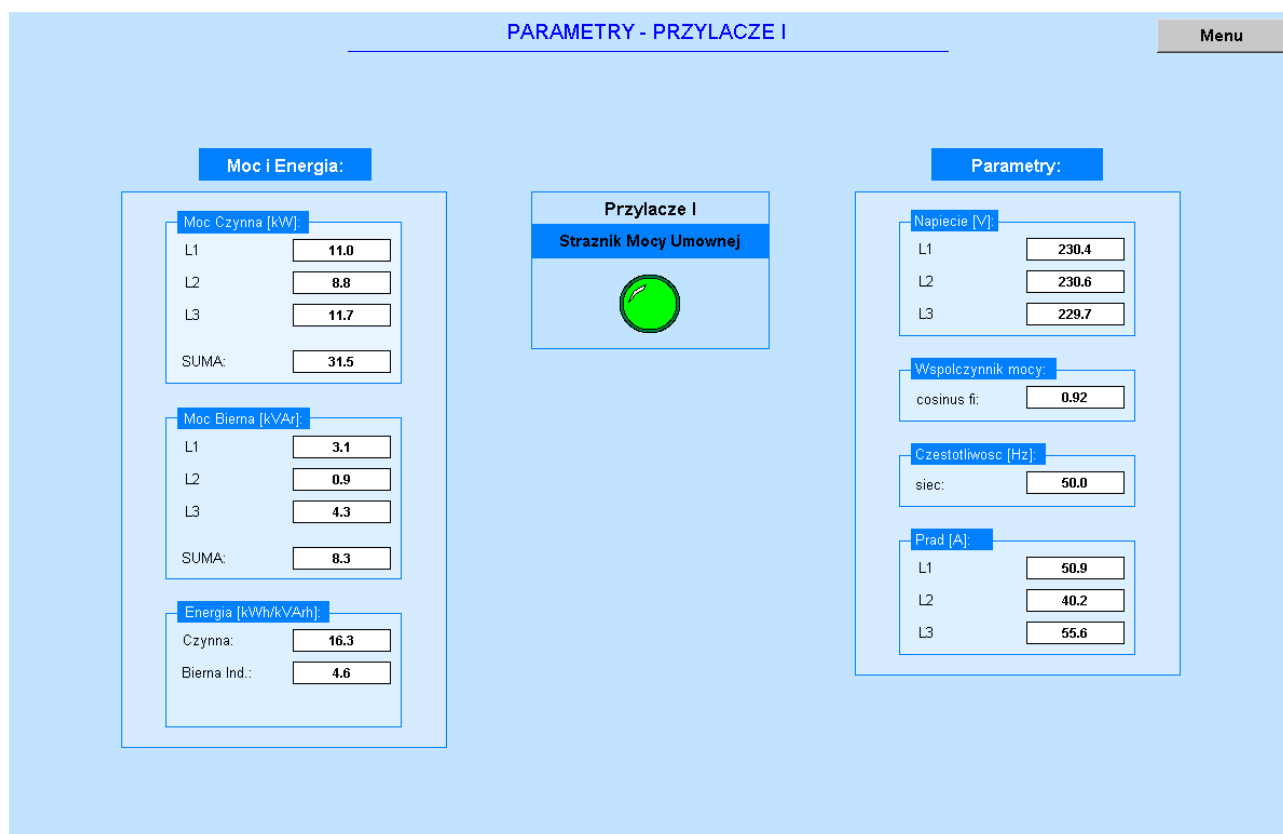 PARAMETRY - PRZYLACZE I
Menu
Moc i Energia:
Moc Czynna [kW]:
L1 11.0
L2 8.8
L3 11.7
SUMA: 31.5
Moc Bierna [kVAr]:
L1 3.1
L2 0.9
L3 4.3
SUMA: 8.3
Energia [kWh/kVArh]:
Czynna: 16.3
Bierna Ind.: 4.6
Przylacze I
Straznik Mocy Umownej
Parametry:
Napiecie [V]:
L1 230.4
L2 230.6
L3 229.7
Wspolczynnik mocy:
cosinus fi: 0.92
Czestotliwosc [Hz]:
siec: 50.0
Prad [A]:
L1 50.9
L2 40.2
L3 55.6